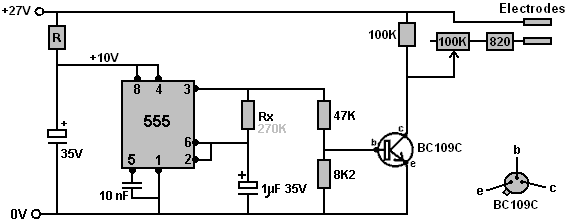 +27V
Electrodes
R
100K
100K
820
+10V
8 4 3
555
Rx
270K
47K
6
2
5 1
c
b
e
BC109C
+
35V
10 nF
+
1µF 35V
8K2
b
e
c
BC109C
0V